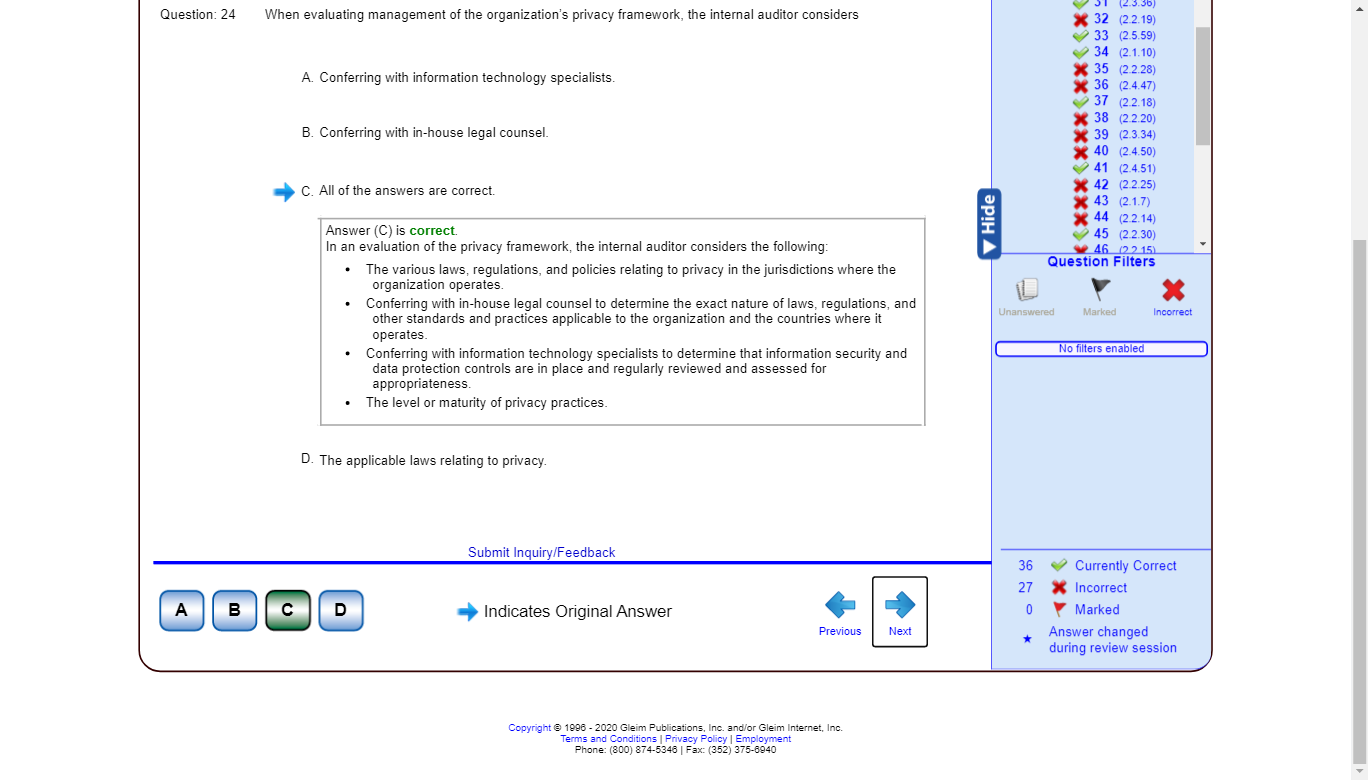 Question: 24 When evaluating management of the organization's privacy framework, the internal auditor considers
A. Conferring with information technology specialists.
B. Conferring with in-house legal counsel.
C. All of the answers are correct.
Answer (C) is correct.
In an evaluation of the privacy framework, the internal auditor considers the following:
• The various laws, regulations, and policies relating to privacy in the jurisdictions where the
organization operates.
• Conferring with in-house legal counsel to determine the exact nature of laws, regulations, and
other standards and practices applicable to the organization and the countries where it
operates.
• Conferring with information technology specialists to determine that information security and
data protection controls are in place and regularly reviewed and assessed for
appropriateness.
• The level or maturity of privacy practices.
D. The applicable laws relating to privacy.
Submit Inquiry/Feedback
A B C D
Indicates Original Answer
Previous
Next
31 (2.3.36)
32 (2.2.19)
33 (2.5.59)
34 (2.1.10)
35 (2.2.28)
36 (2.4.47)
37 (2.2.18)
38 (2.2.20)
39 (2.3.34)
40 (2.4.50)
41 (2.4.51)
42 (2.2.25)
43 (2.1.7)
44 (2.2.14)
45 (2.2.30)
46 (2.2.15)
Hide
Question Filters
Unanswered Marked Incorrect
No filters enabled
36 Currently Correct
27 Incorrect
0 Marked
Answer changed
during review session
Copyright © 1996 - 2020 Gleim Publications, Inc. and/or Gleim Internet, Inc.
Terms and Conditions | Privacy Policy | Employment
Phone: (800) 874-5346 | Fax: (352) 375-6940